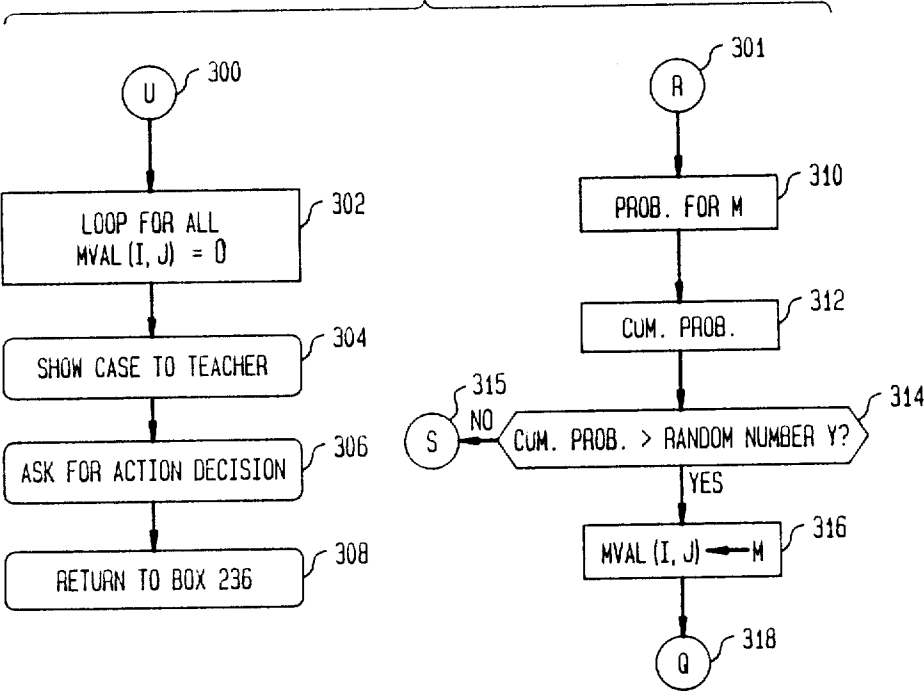 U
300
LOOP FOR ALL
MVAL (I, J) = 0
302
SHOW CASE TO TEACHER
304
ASK FOR ACTION DECISION
306
RETURN TO BOX 236
308
R
301
PROB. FOR M
310
CUM. PROB.
312
CUM. PROB. > RANDOM NUMBER Y?
314
NO
S
315
YES
MVAL (I, J) ← M
316
Q
318